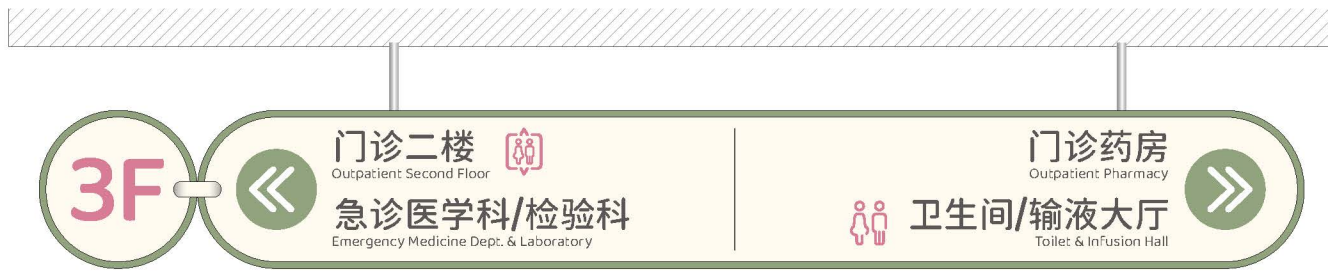 3F
门诊二楼
Outpatient Second Floor
急诊医学科/检验科
Emergency Medicine Dept. & Laboratory
门诊药房
Outpatient Pharmacy
卫生间/输液大厅
Toilet & Infusion Hall